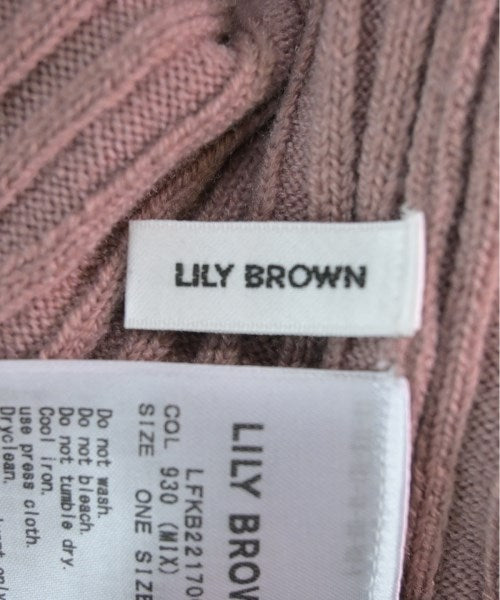 LILY BROWN
LILY BROW
LFKB22170
COL 930 (MIX)
SIZE ONE SIZE
Do not wash.
Do not bleach.
Do not tumble dry.
Cool iron.
use press cloth.
Dryclean.